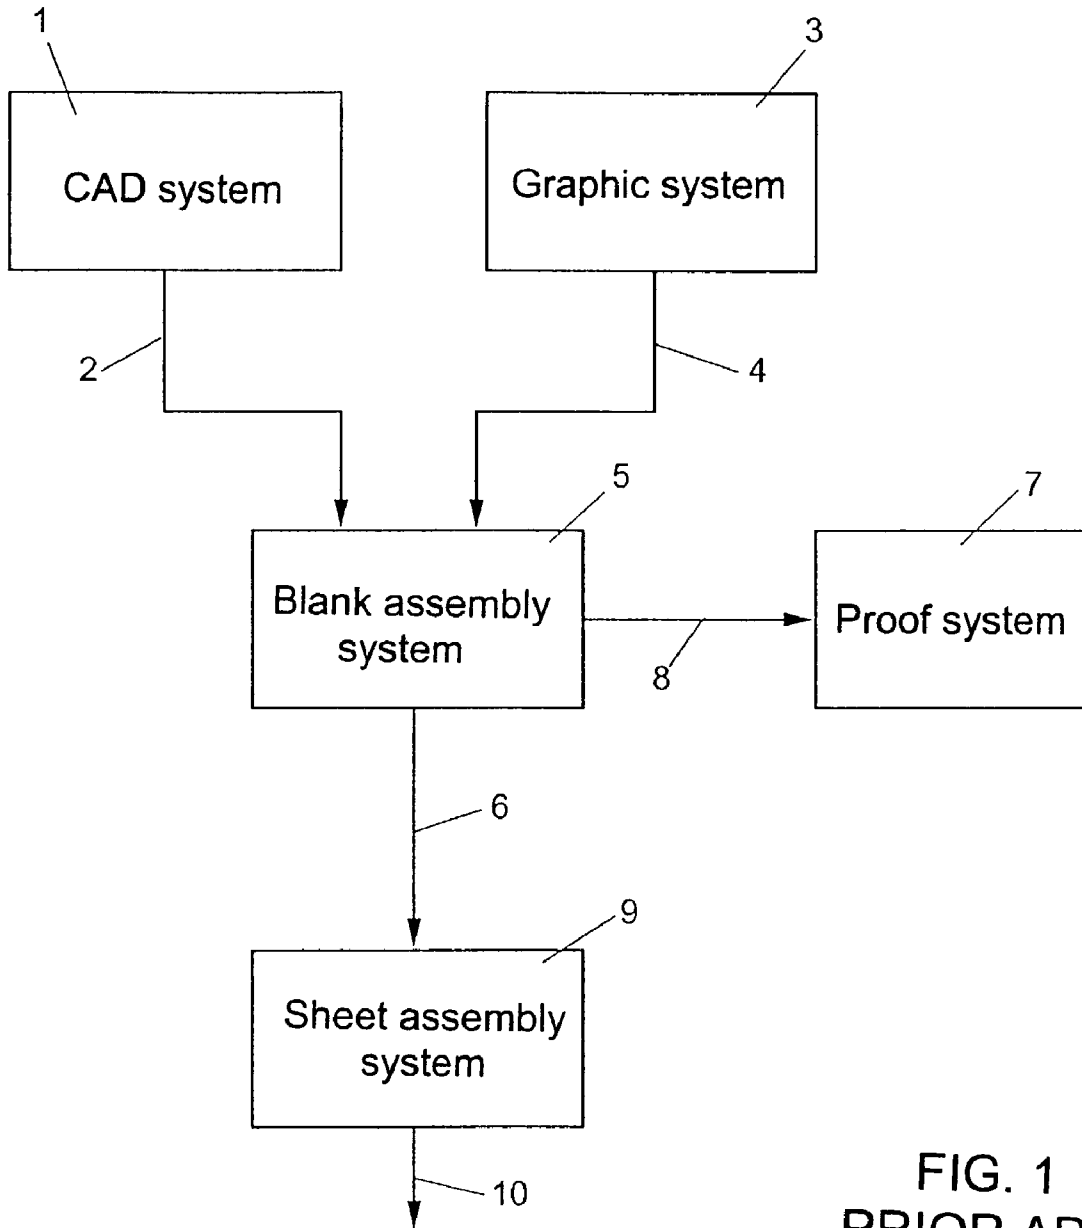 1
3
CAD system
Graphic system
2
4
5
7
Blank assembly
system
Proof system
8
6
9
Sheet assembly
system
10
FIG. 1
PRIOR